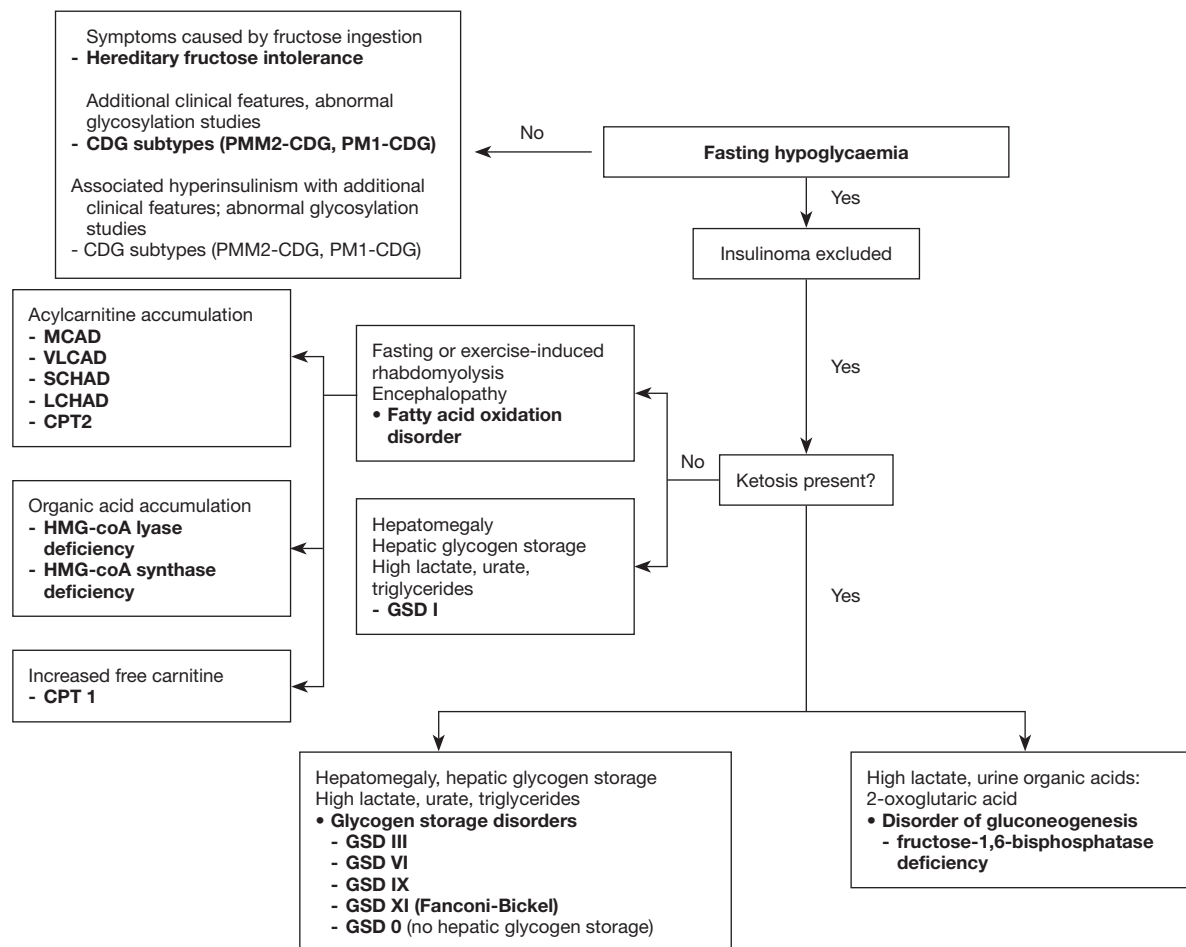 Symptoms caused by fructose ingestion
- Hereditary fructose intolerance
Additional clinical features, abnormal
glycosylation studies
- CDG subtypes (PMM2-CDG, PM1-CDG)
Associated hyperinsulinism with additional
clinical features; abnormal glycosylation
studies
- CDG subtypes (PMM2-CDG, PM1-CDG)
No
Fasting hypoglycaemia
Yes
Insulinoma excluded
Yes
Ketosis present?
No
Fasting or exercise-induced
rhabdomyolysis
Encephalopathy
• Fatty acid oxidation
disorder
Acylcarnitine accumulation
- MCAD
- VLCAD
- SCHAD
- LCHAD
- CPT2
Organic acid accumulation
- HMG-coA lyase
deficiency
- HMG-coA synthase
deficiency
Increased free carnitine
- CPT 1
Hepatomegaly
Hepatic glycogen storage
High lactate, urate,
triglycerides
- GSD I
Yes
Hepatomegaly, hepatic glycogen storage
High lactate, urate, triglycerides
• Glycogen storage disorders
- GSD III
- GSD VI
- GSD IX
- GSD XI (Fanconi-Bickel)
- GSD 0 (no hepatic glycogen storage)
High lactate, urine organic acids:
2-oxoglutaric acid
• Disorder of gluconeogenesis
- fructose-1,6-bisphosphatase
deficiency